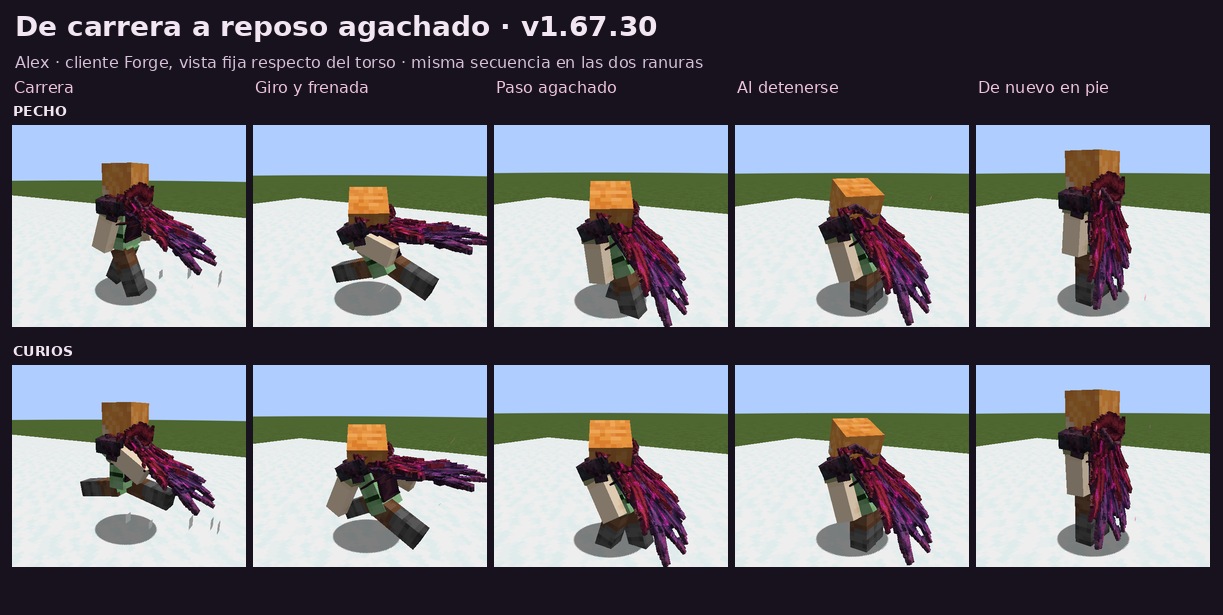 De carrera a reposo agachado · v1.67.30
Alex · cliente Forge, vista fija respecto del torso · misma secuencia en las dos ranuras
Carrera Giro y frenada Paso agachado Al detenerse De nuevo en pie
PECHO
CURIOS